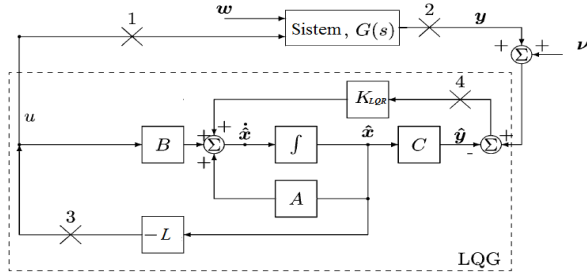 w
Sistem , G(s)
1
2
y
+
+
Σ
ν
4
K_LQR
u
B
+
+
+
Σ
ẋ̂
∫
x̂
C
ŷ
-
+
Σ
A
3
−L
LQG